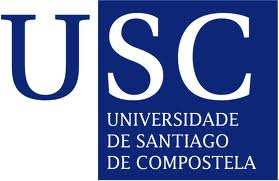 USC
UNIVERSIDADE
DE SANTIAGO
DE COMPOSTELA